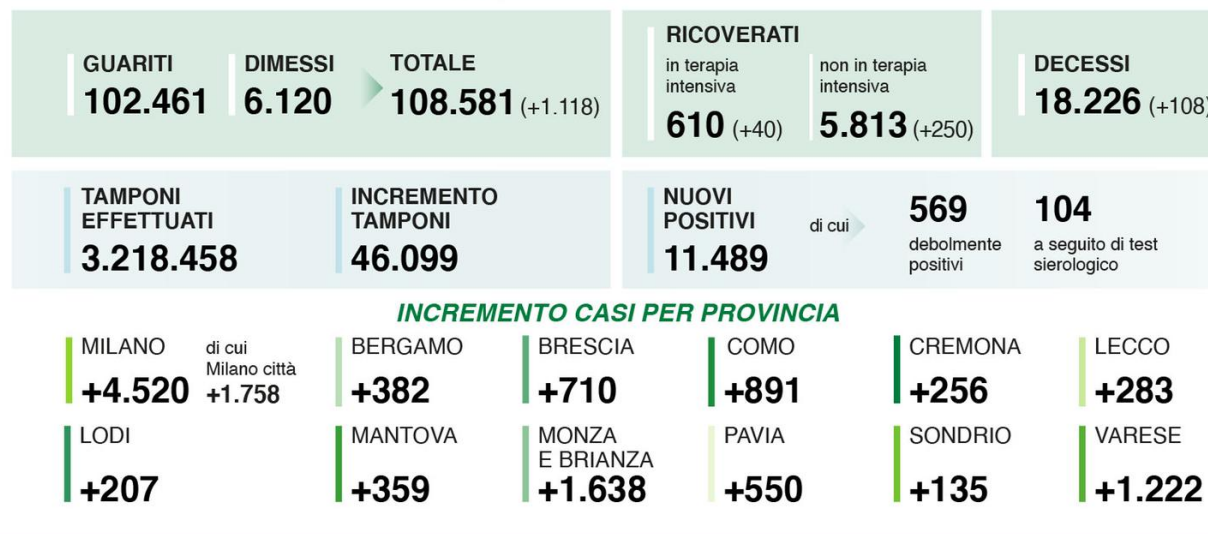 GUARITI
102.461
DIMESSI
6.120
TOTALE
108.581 (+1.118)
RICOVERATI
in terapia
intensiva
610 (+40)
non in terapia
intensiva
5.813 (+250)
DECESSI
18.226 (+108)
TAMPONI
EFFETTUATI
3.218.458
INCREMENTO
TAMPONI
46.099
NUOVI
POSITIVI
11.489
di cui
569
debolmente
positivi
104
a seguito di test
sierologico
INCREMENTO CASI PER PROVINCIA
MILANO
+4.520
di cui
Milano città
+1.758
BERGAMO
+382
BRESCIA
+710
COMO
+891
CREMONA
+256
LECCO
+283
LODI
+207
MANTOVA
+359
MONZA
E BRIANZA
+1.638
PAVIA
+550
SONDRIO
+135
VARESE
+1.222